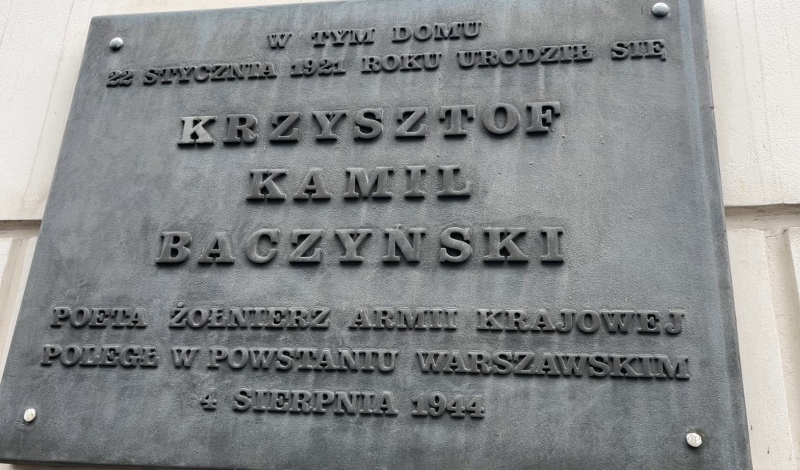 W TYM DOMU
22 STYCZNIA 1921 ROKU URODZIŁ SIĘ
KRZYSZTOF
KAMIL
BACZYŃSKI
POETA ŻOŁNIERZ ARMII KRAJOWEJ
POLEGŁ W POWSTANIU WARSZAWSKIM
4 SIERPNIA 1944